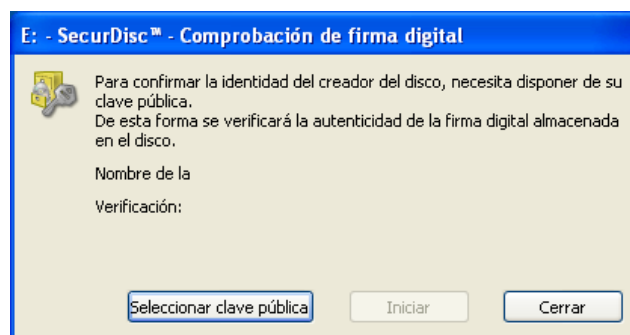 E: - SecurDisc™ - Comprobación de firma digital
Para confirmar la identidad del creador del disco, necesita disponer de su
clave pública.
De esta forma se verificará la autenticidad de la firma digital almacenada
en el disco.
Nombre de la
Verificación:
Seleccionar clave pública Iniciar Cerrar